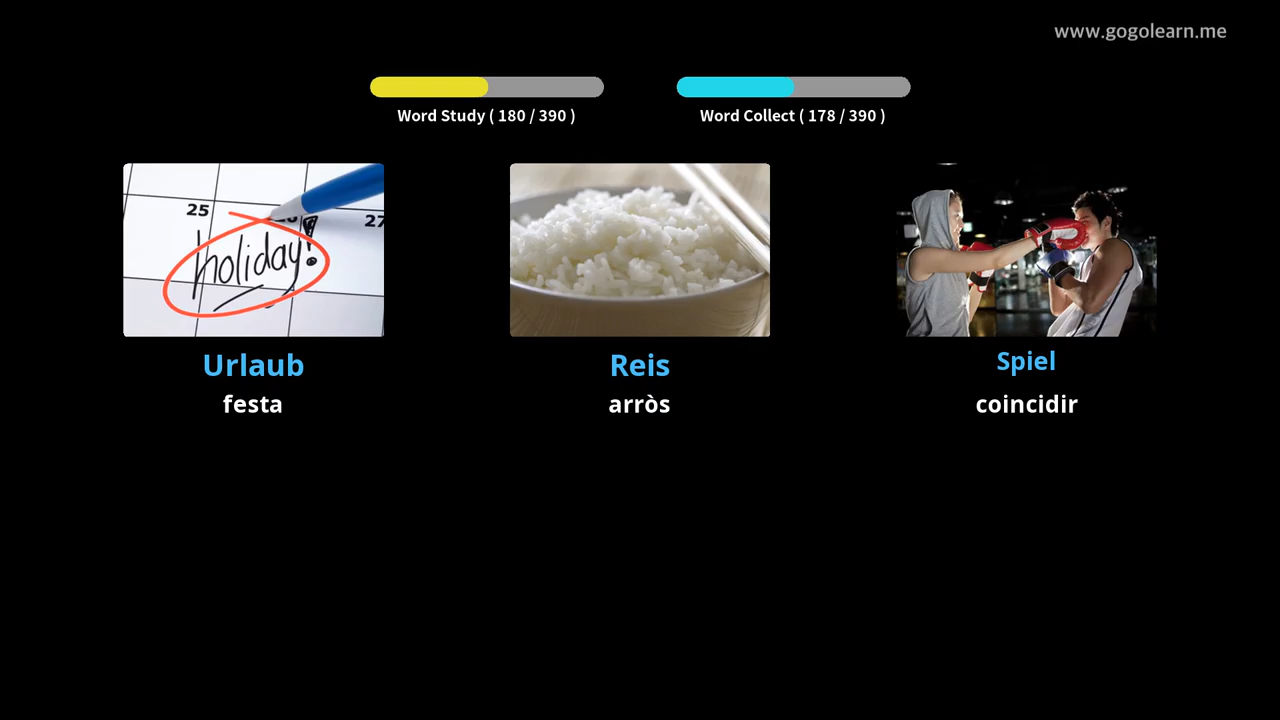 www.gogolearn.me
Word Study ( 180 / 390 )
Word Collect ( 178 / 390 )
25
27
holiday!
Urlaub
Reis
Spiel
festa
arròs
coincidir